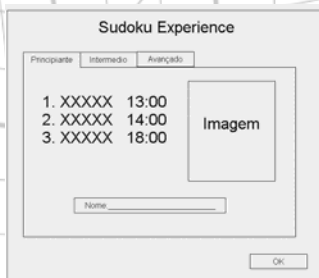 Sudoku Experience
Principiante Intermedio Avançado
1. XXXXX 13:00
2. XXXXX 14:00
3. XXXXX 18:00
Imagem
Nome
OK